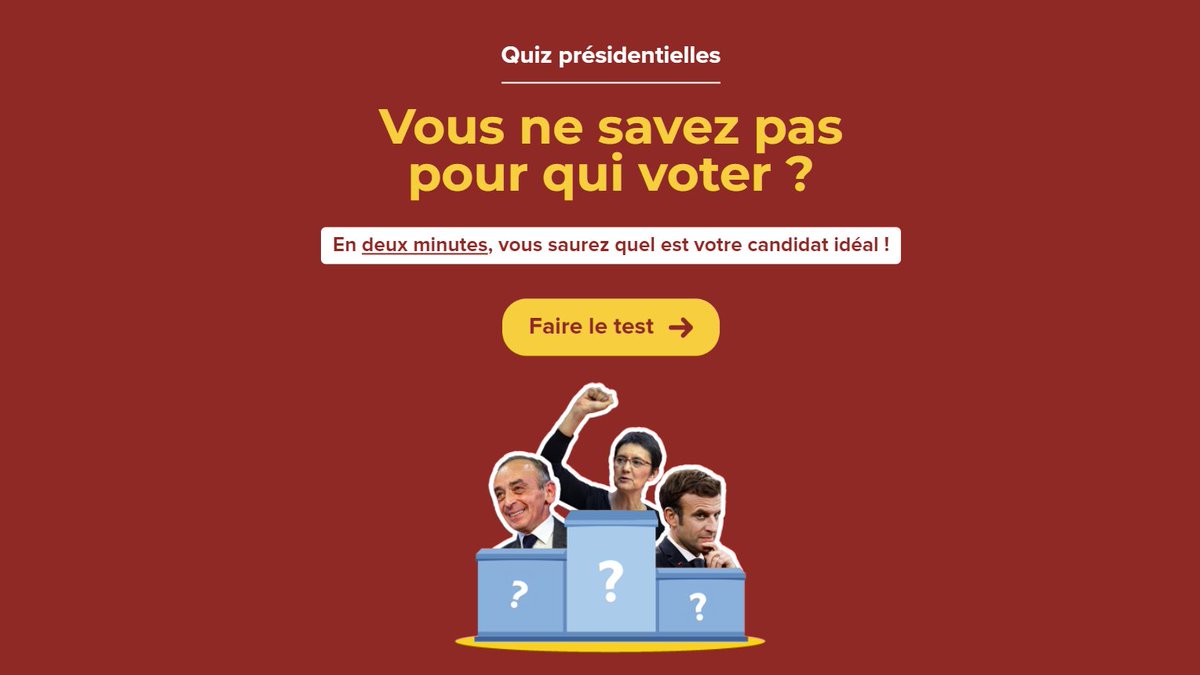 Quiz présidentielles
Vous ne savez pas
pour qui voter ?
En deux minutes, vous saurez quel est votre candidat idéal !
Faire le test →
? ? ?